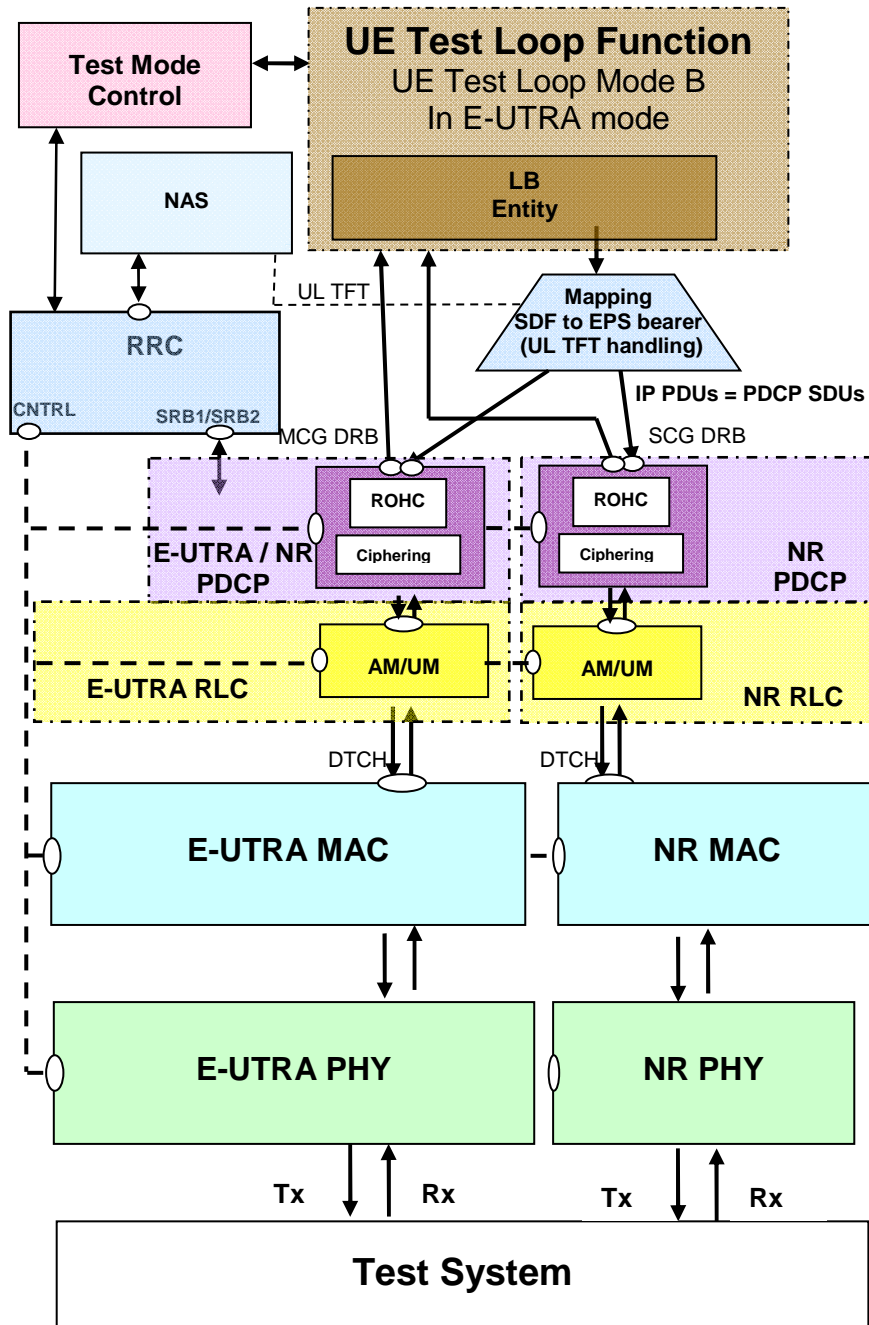 UE Test Loop Function
UE Test Loop Mode B
In E-UTRA mode
Test Mode
Control
LB
Entity
NAS
UL TFT
Mapping
SDF to EPS bearer
(UL TFT handling)
RRC
CNTRL
SRB1/SRB2
IP PDUs = PDCP SDUs
MCG DRB
SCG DRB
ROHC
Ciphering
E-UTRA / NR
PDCP
ROHC
Ciphering
NR
PDCP
AM/UM
E-UTRA RLC
AM/UM
NR RLC
DTCH
DTCH
E-UTRA MAC
NR MAC
E-UTRA PHY
NR PHY
Tx
Rx
Tx
Rx
Test System